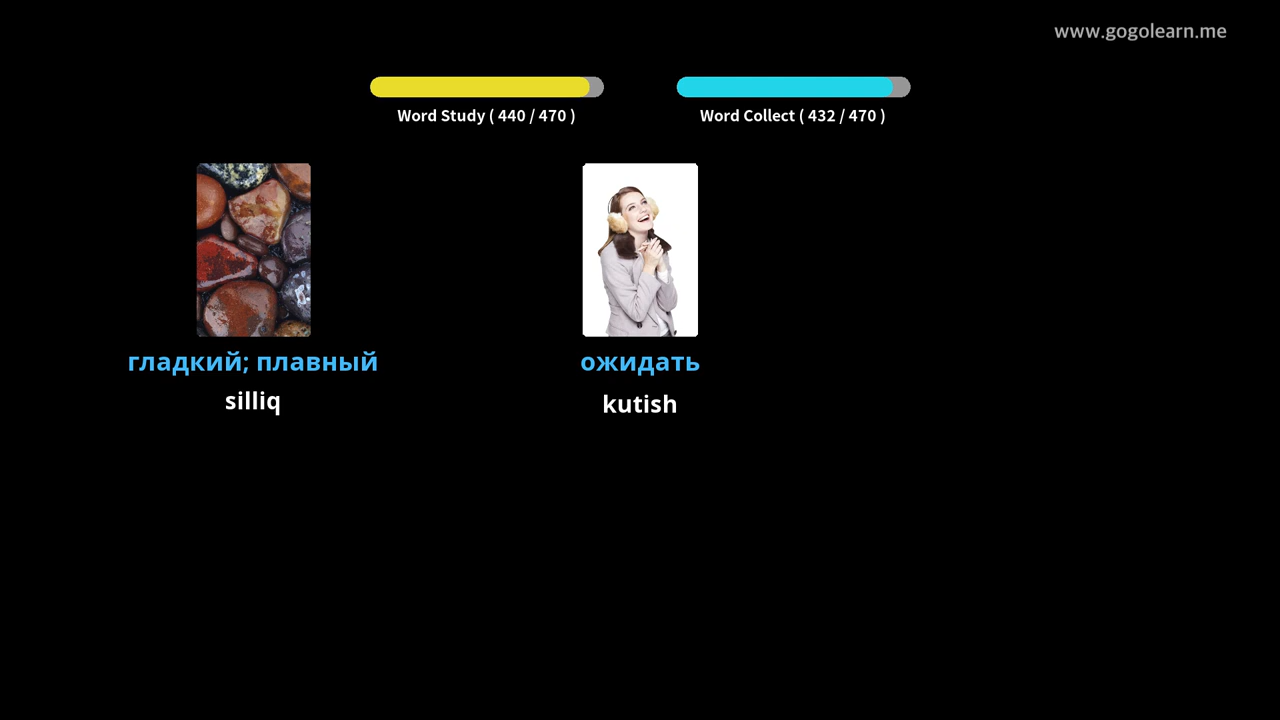 www.gogolearn.me
Word Study ( 440 / 470 )
Word Collect ( 432 / 470 )
гладкий; плавный
silliq
ожидать
kutish